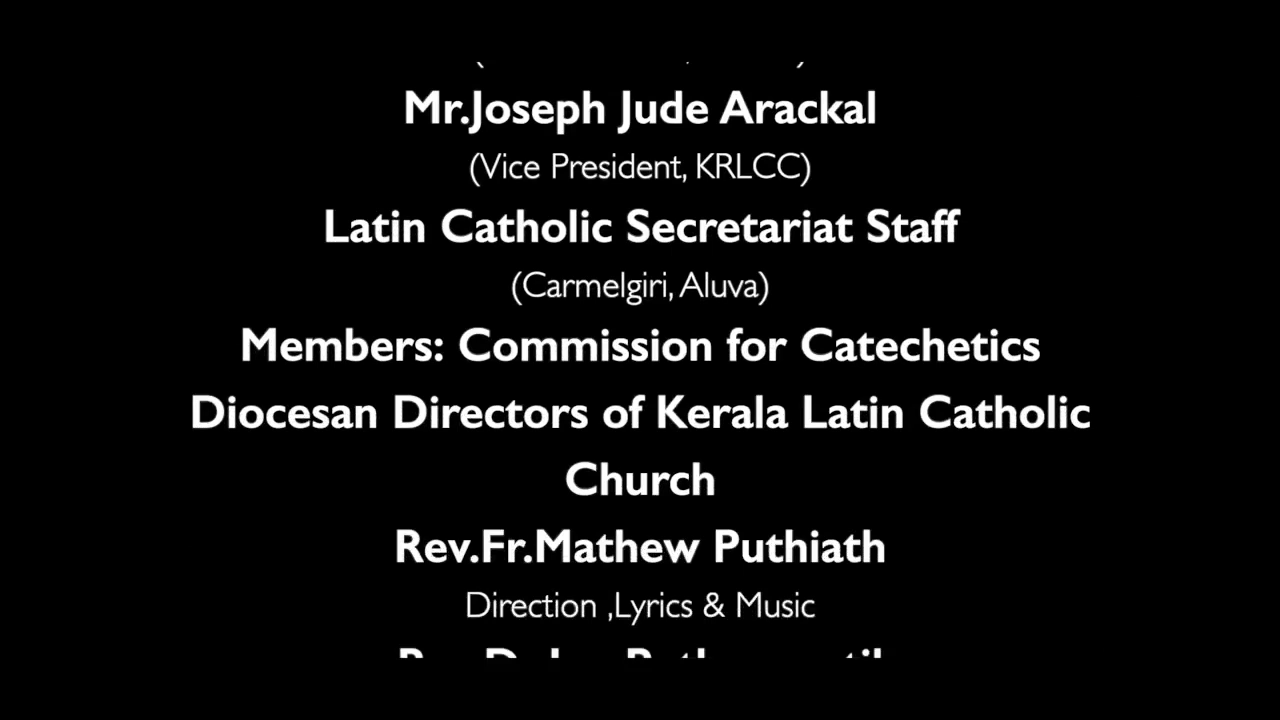 Mr.Joseph Jude Arackal
(Vice President, KRLCC)
Latin Catholic Secretariat Staff
(Carmelgiri, Aluva)
Members: Commission for Catechetics
Diocesan Directors of Kerala Latin Catholic
Church
Rev.Fr.Mathew Puthiath
Direction ,Lyrics & Music